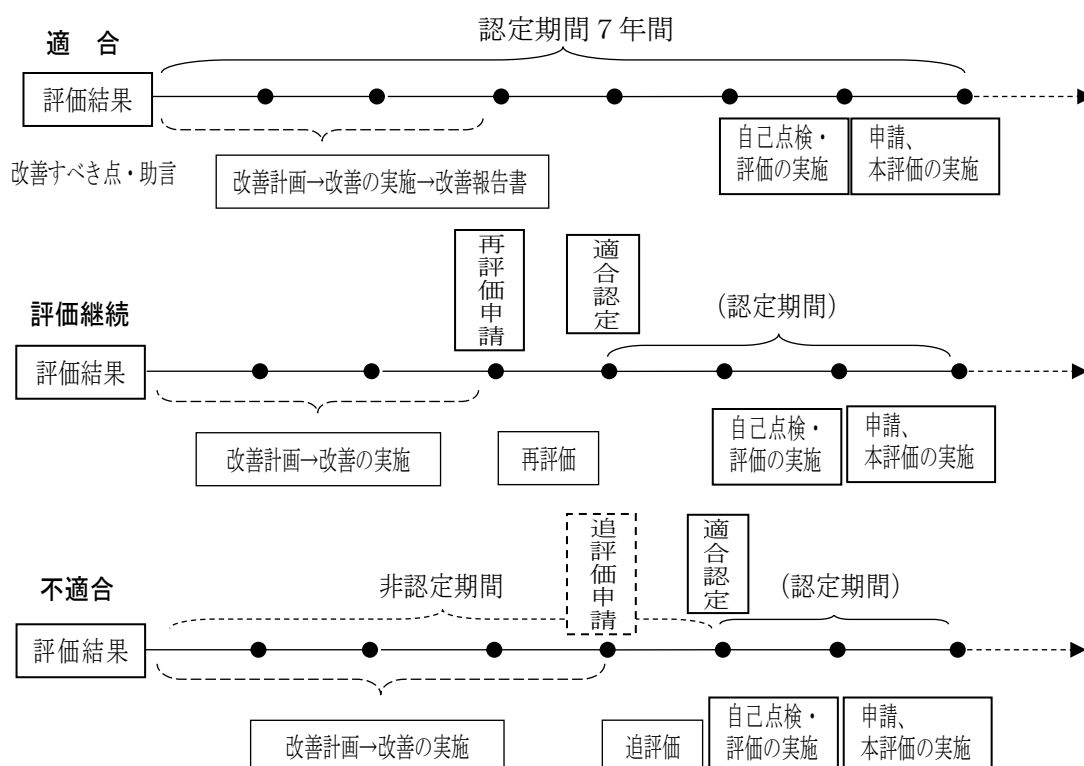 適 合
認定期間7年間
評価結果
改善すべき点・助言
改善計画→改善の実施→改善報告書
自己点検・
評価の実施
申請、
本評価の実施
再評価申請
適合認定
評価継続
(認定期間)
評価結果
改善計画→改善の実施
再評価
自己点検・
評価の実施
申請、
本評価の実施
追評価申請
適合認定
不適合
非認定期間
(認定期間)
評価結果
改善計画→改善の実施
追評価
自己点検・
評価の実施
申請、
本評価の実施